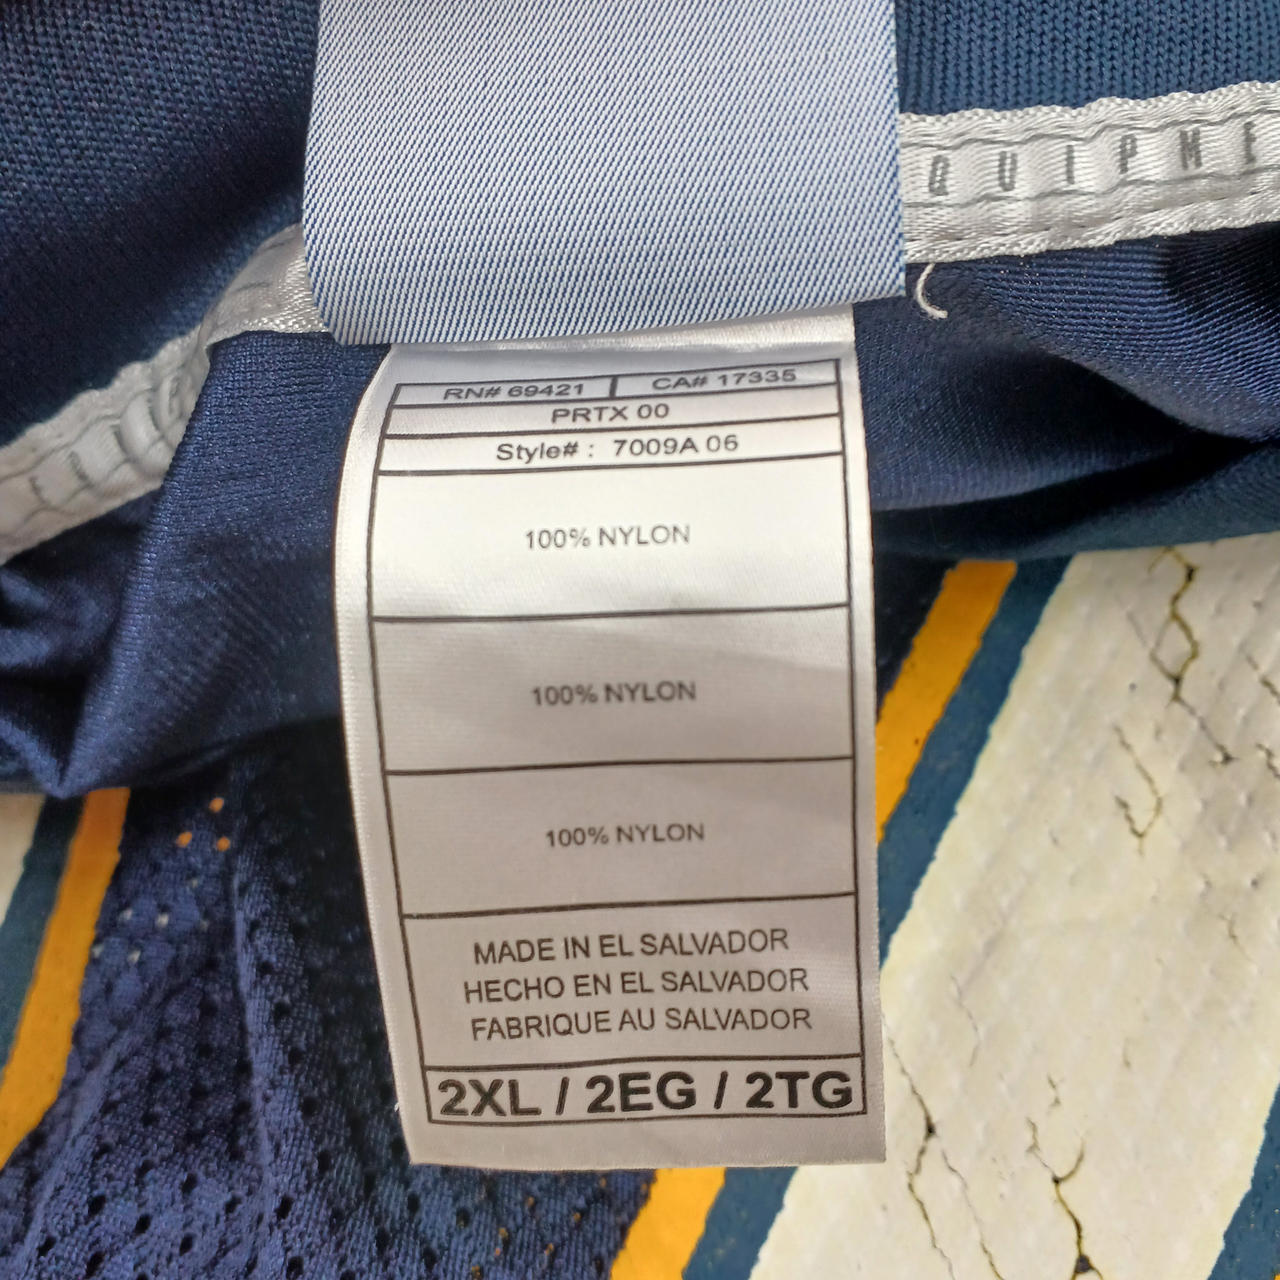 QUIPME
RN# 69421 CA# 17335
PRTX 00
Style# : 7009A 06
100% NYLON
100% NYLON
100% NYLON
MADE IN EL SALVADOR
HECHO EN EL SALVADOR
FABRIQUE AU SALVADOR
2XL / 2EG / 2TG